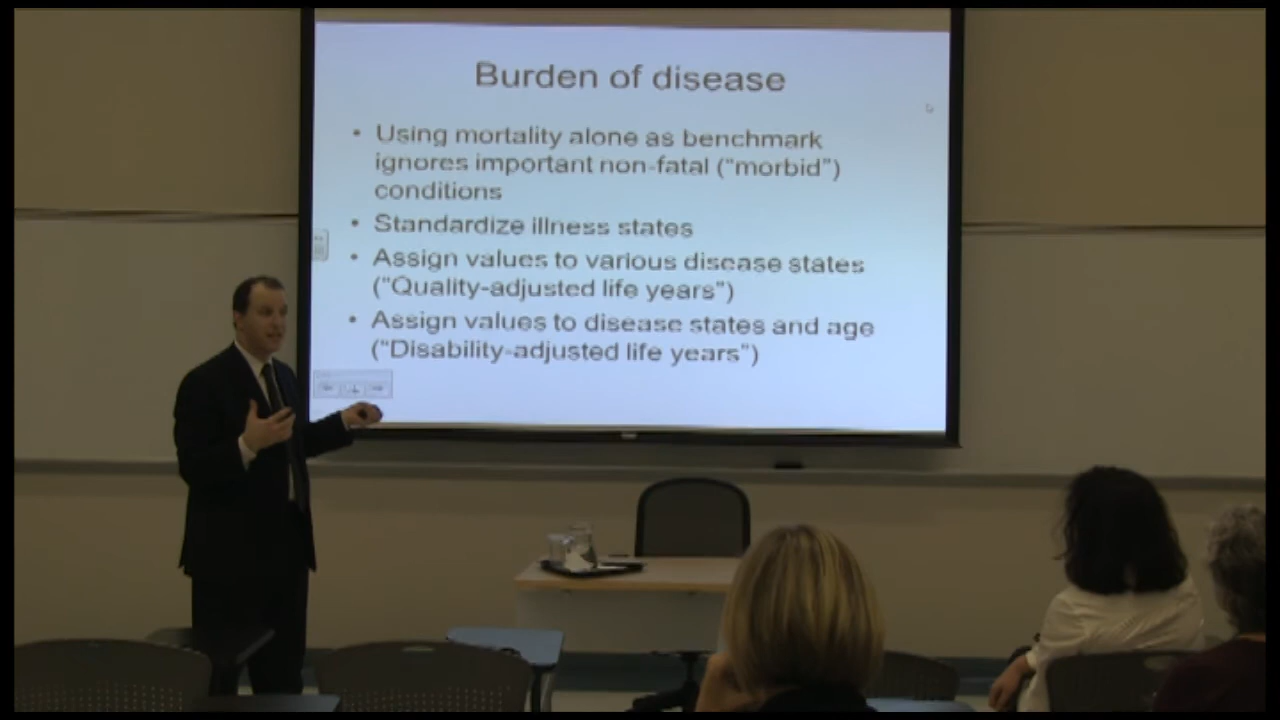 Burden of disease
• Using mortality alone as benchmark
ignores important non-fatal (“morbid”)
conditions
• Standardize illness states
• Assign values to various disease states
(“Quality-adjusted life years”)
• Assign values to disease states and age
(“Disability-adjusted life years”)